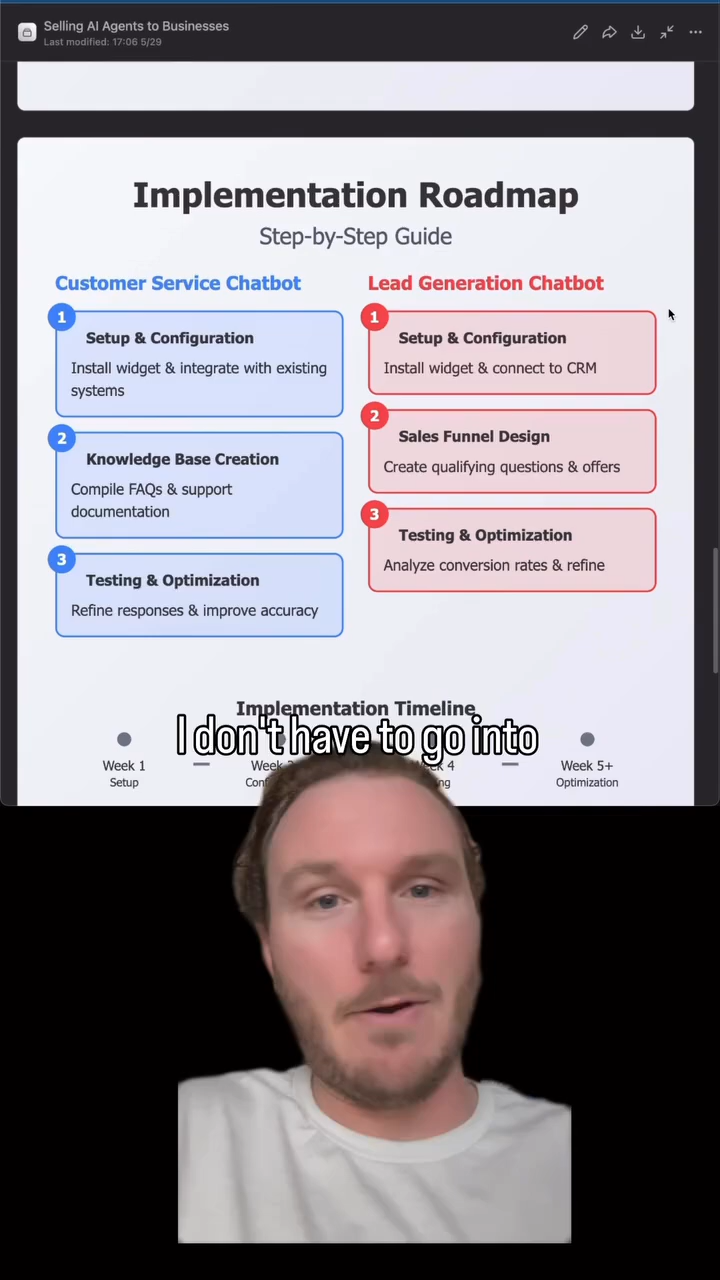 Selling AI Agents to Businesses
Last modified: 17:06 5/29
Implementation Roadmap
Step-by-Step Guide
Customer Service Chatbot
1
Setup & Configuration
Install widget & integrate with existing
systems
2
Knowledge Base Creation
Compile FAQs & support
documentation
3
Testing & Optimization
Refine responses & improve accuracy
Lead Generation Chatbot
1
Setup & Configuration
Install widget & connect to CRM
2
Sales Funnel Design
Create qualifying questions & offers
3
Testing & Optimization
Analyze conversion rates & refine
Implementation Timeline
I don't have to go into
Week 1
Setup
Week
4
Week 5+
Optimization